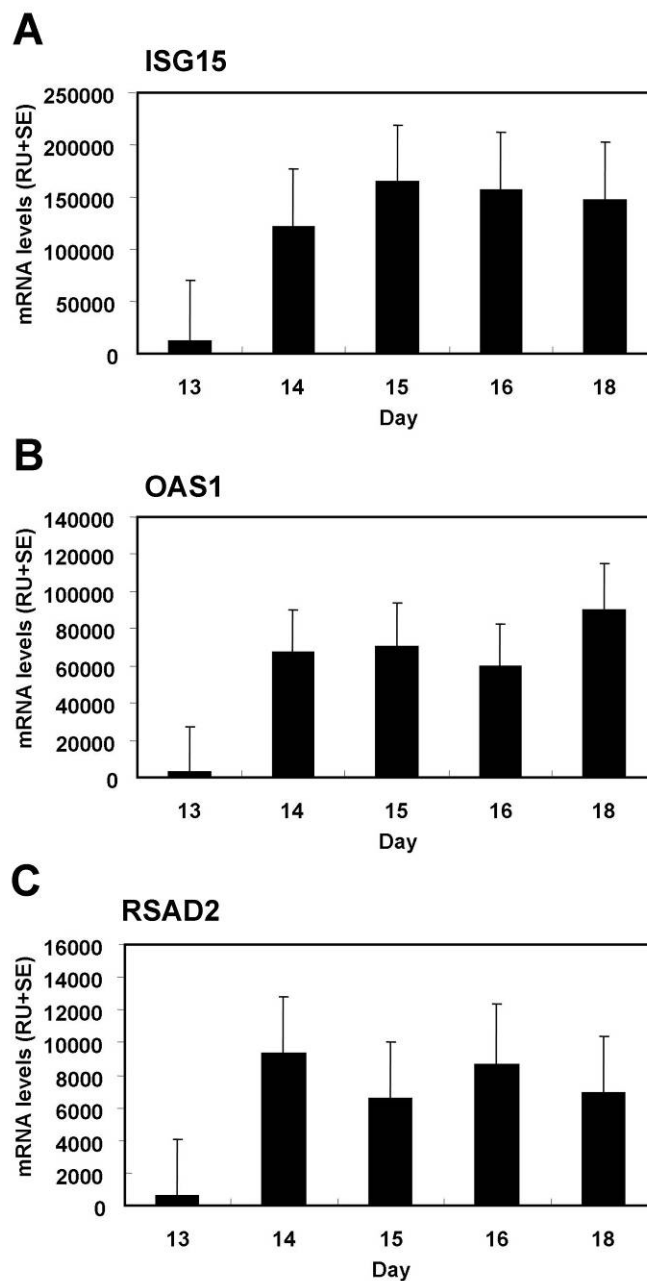 A
ISG15
mRNA levels (RU+SE)
250000
200000
150000
100000
50000
0
13 14 15 16 18
Day
B
OAS1
mRNA levels (RU+SE)
140000
120000
100000
80000
60000
40000
20000
0
13 14 15 16 18
Day
C
RSAD2
mRNA levels (RU+SE)
16000
14000
12000
10000
8000
6000
4000
2000
0
13 14 15 16 18
Day